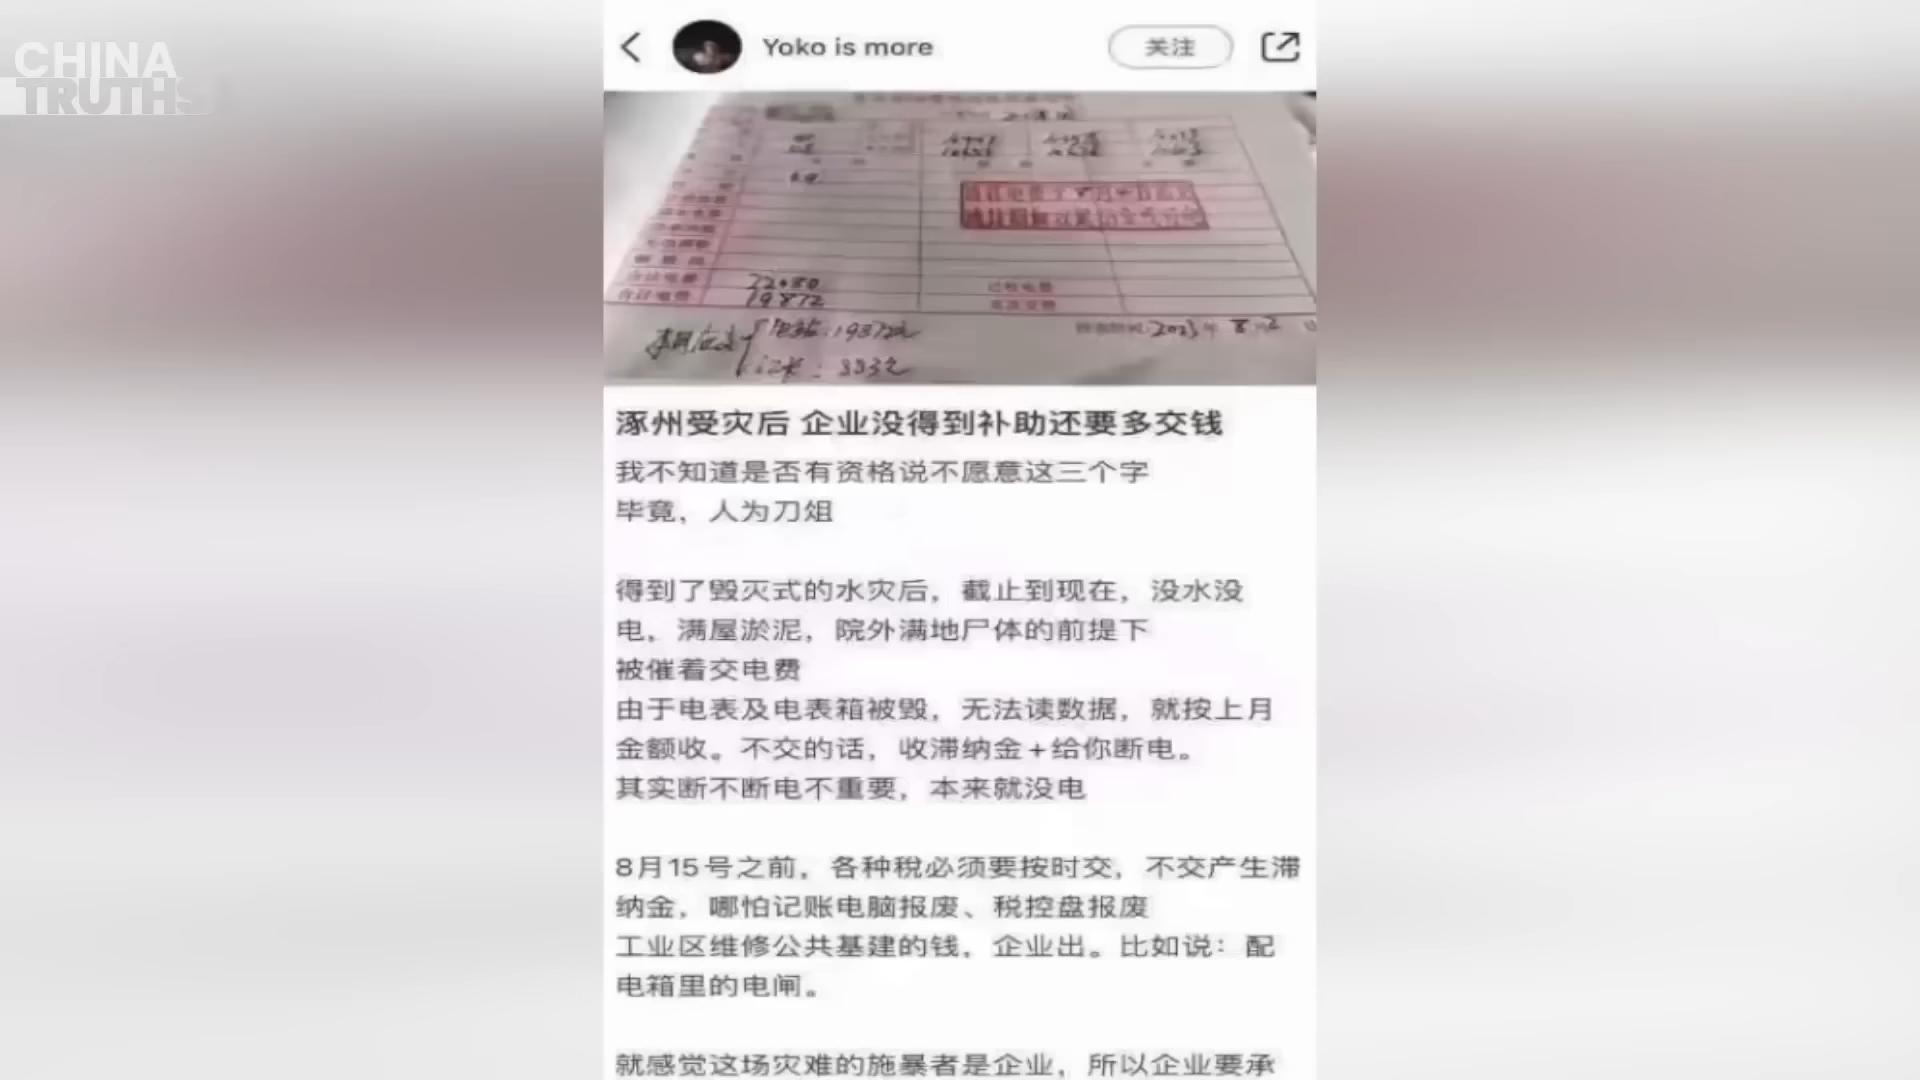 CHINA
TRUTHS
Yoko is more
关注
22080
19872
涿州受灾后 企业没得到补助还要多交钱
我不知道是否有资格说不愿意这三个字
毕竟，人为刀俎
得到了毁灭式的水灾后，截止到现在，没水没
电，满屋淤泥，院外满地尸体的前提下
被催着交电费
由于电表及电表箱被毁，无法读数据，就按上月
金额收。不交的话，收滞纳金+给你断电。
其实断不断电不重要，本来就没电
8月15号之前，各种税必须要按时交，不交产生滞
纳金，哪怕记账电脑报废、税控盘报废
工业区维修公共基建的钱，企业出。比如说：配
电箱里的电闸。
就感觉这场灾难的施暴者是企业，所以企业要承